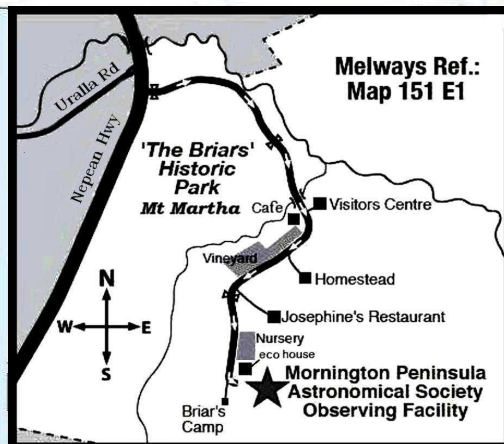 Melways Ref.:
Map 151 E1
Uralla Rd
Nepean Hwy
'The Briars'
Historic
Park
Mt Martha
Cafe
Visitors Centre
Vineyard
Homestead
N
W
E
S
Josephine's Restaurant
Nursery
eco house
Mornington Peninsula
Astronomical Society
Observing Facility
Briar's
Camp